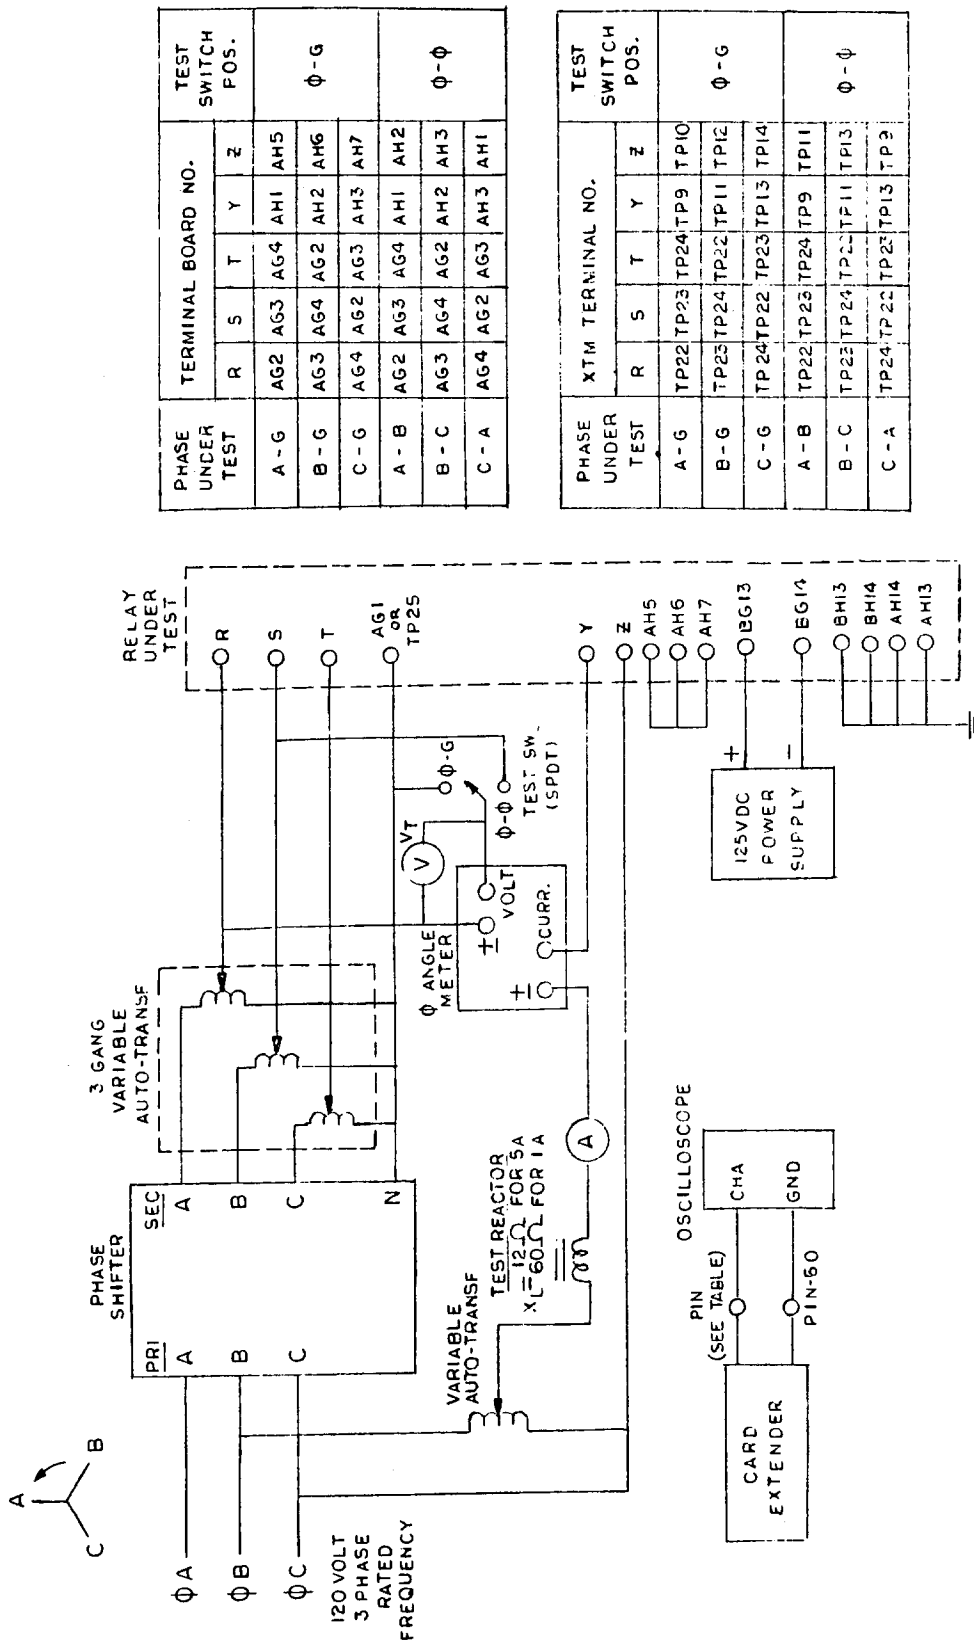 A
B
C
ΦA
ΦB
ΦC
120 VOLT
3 PHASE
RATED
FREQUENCY
PHASE
SHIFTER
PRI
SEC
A
A
B
B
C
C
N
3 GANG
VARIABLE
AUTO-TRANSF
VARIABLE
AUTO-TRANSF
TEST REACTOR
XL = 12Ω FOR 5A
= 60Ω FOR 1A
A
Φ ANGLE
METER
±
VOLT
±
CURR.
V
VT
Φ-G
Φ-Φ
TEST SW.
(SPDT)
RELAY
UNDER
TEST
R
S
T
AG1
OR
TP25
Y
Z
AH5
AH6
AH7
BG13
BG14
BH13
BH14
AH14
AH13
+
-
125VDC
POWER
SUPPLY
CARD
EXTENDER
PIN
(SEE TABLE)
PIN-60
OSCILLOSCOPE
CHA
GND
PHASE UNDER TEST TERMINAL BOARD NO. TEST SWITCH POS.
R S T Y Z
A - G AG2 AG3 AG4 AH1 AH5 Φ-G
B - G AG3 AG4 AG2 AH2 AH6
C - G AG4 AG2 AG3 AH3 AH7
A - B AG2 AG3 AG4 AH1 AH2 Φ-Φ
B - C AG3 AG4 AG2 AH2 AH3
C - A AG4 AG2 AG3 AH3 AH1
PHASE UNDER TEST XTM TERMINAL NO. TEST SWITCH POS.
R S T Y Z
A - G TP22 TP23 TP24 TP9 TP10 Φ-G
B - G TP23 TP24 TP22 TP11 TP12
C - G TP24 TP22 TP23 TP13 TP14
A - B TP22 TP23 TP24 TP9 TP11 Φ-Φ
B - C TP23 TP24 TP22 TP11 TP13
C - A TP24 TP22 TP23 TP13 TP9